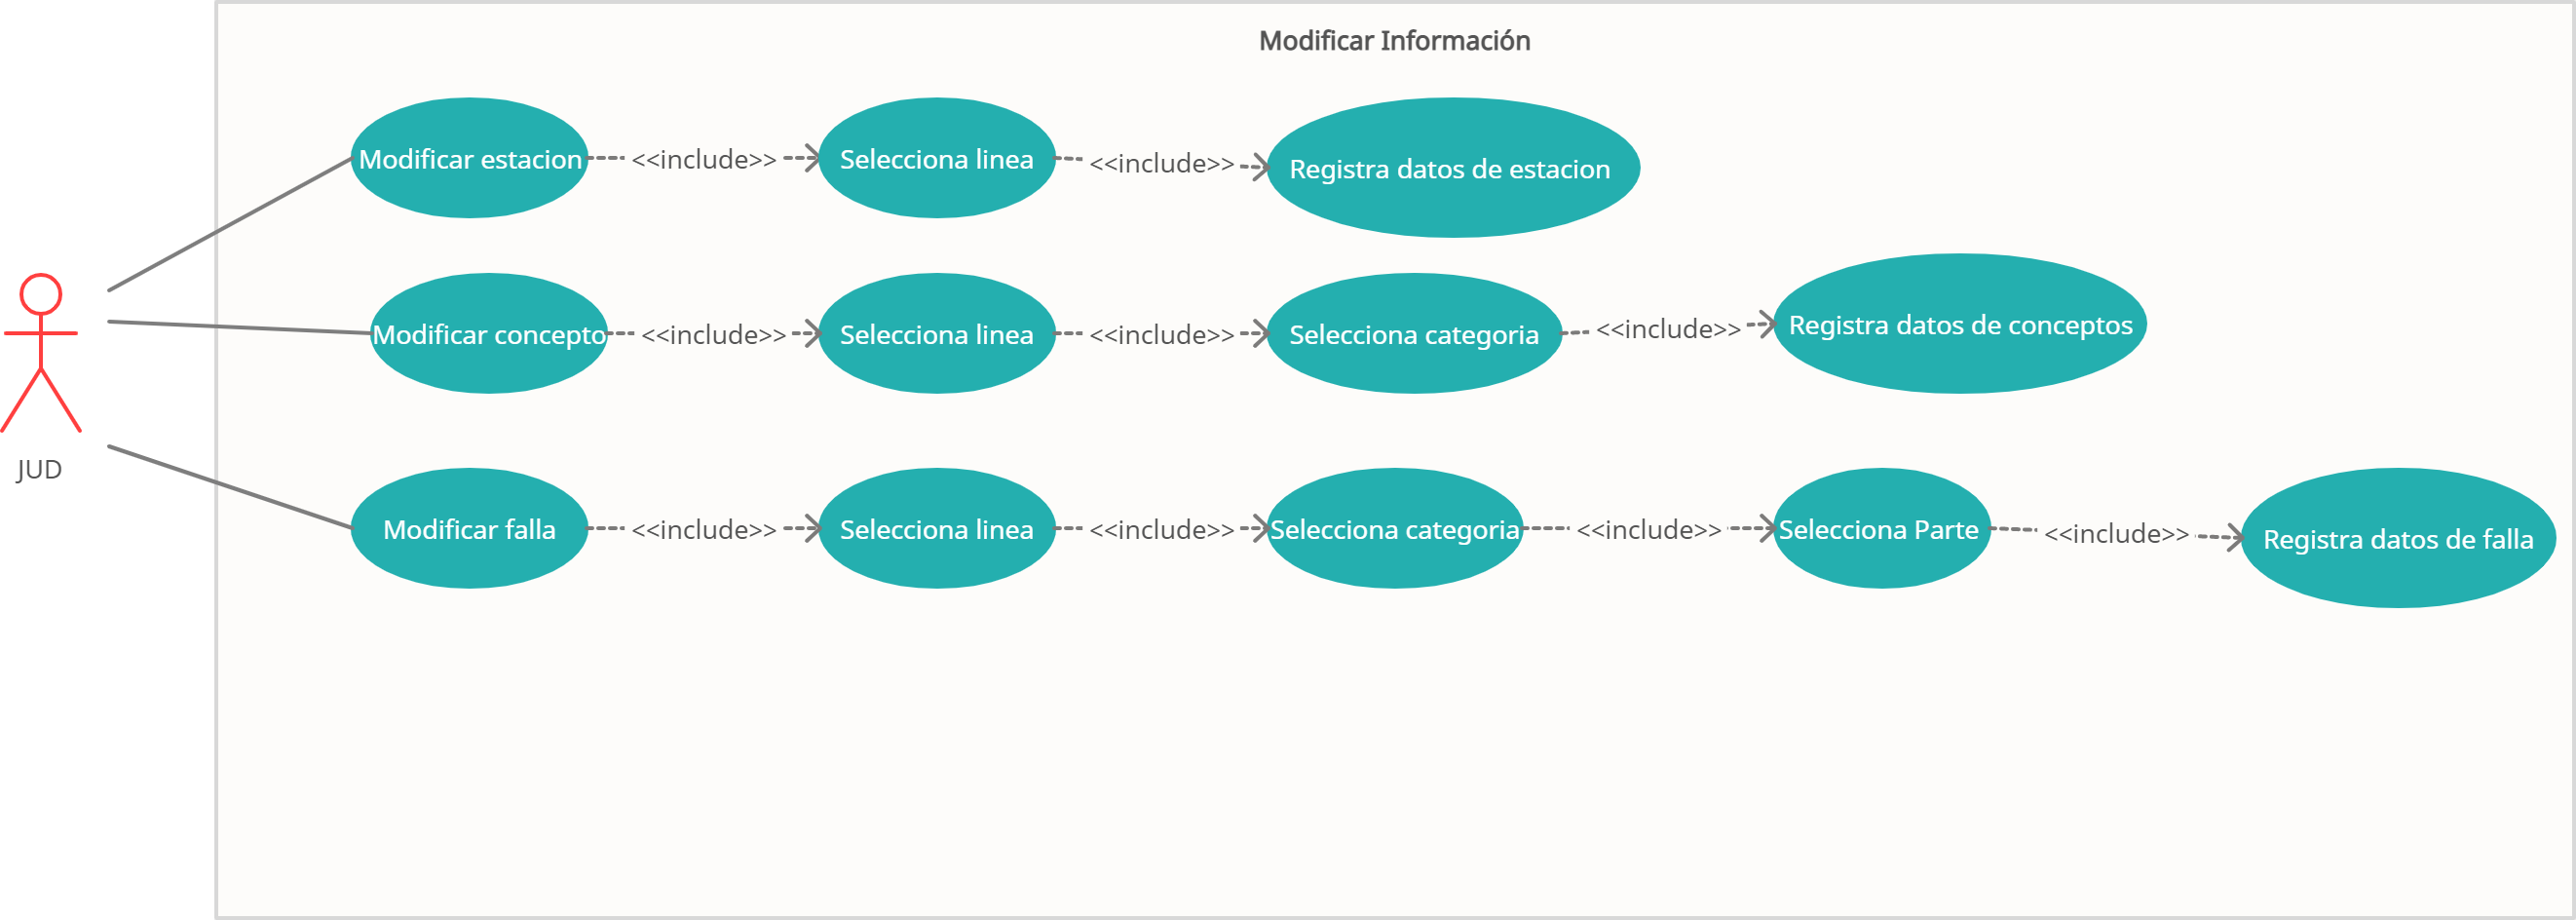 Modificar Información
Modificar estacion <<include>> Selecciona linea <<include>> Registra datos de estacion
Modificar concepto <<include>> Selecciona linea <<include>> Selecciona categoria <<include>> Registra datos de conceptos
JUD
Modificar falla <<include>> Selecciona linea <<include>> Selecciona categoria <<include>> Selecciona Parte <<include>> Registra datos de falla